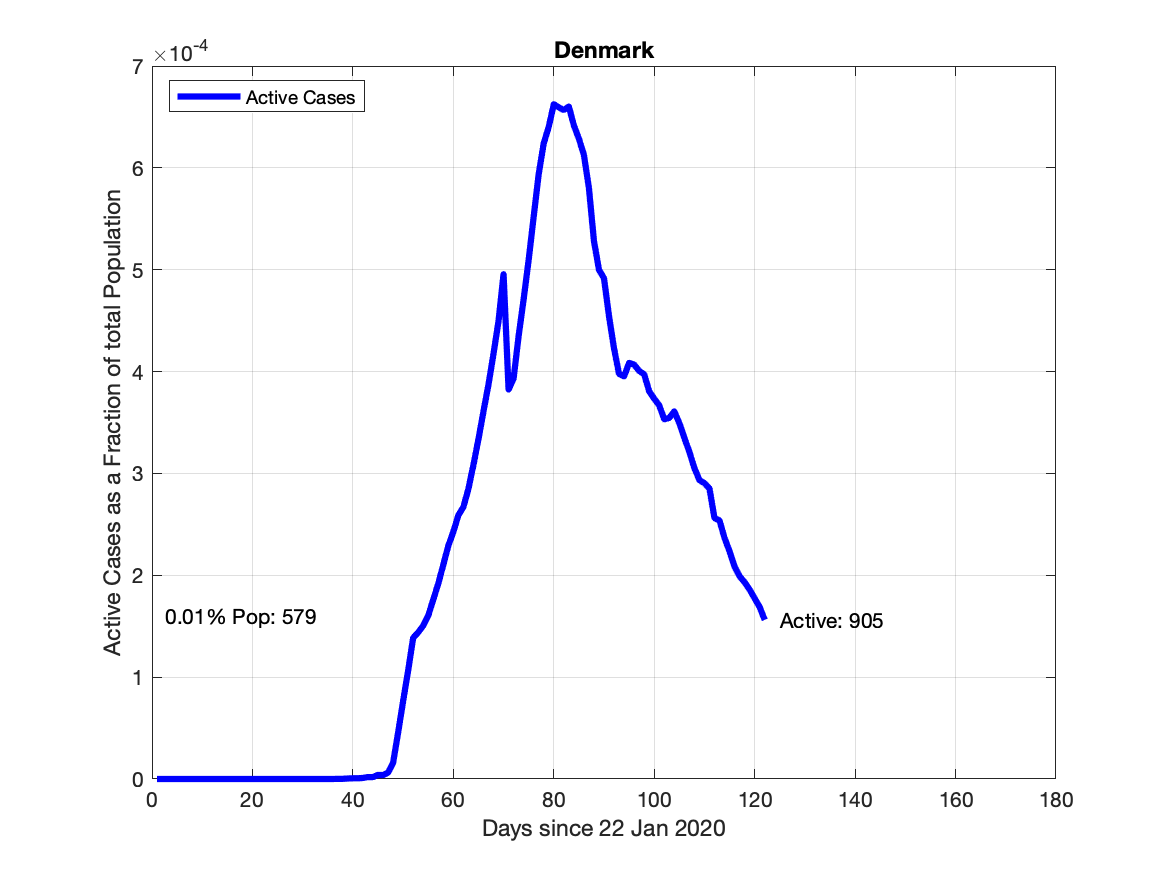 Denmark
×10⁻⁴
Active Cases
7
6
5
4
3
2
1
0
Active Cases as a Fraction of total Population
0.01% Pop: 579
Active: 905
0 20 40 60 80 100 120 140 160 180
Days since 22 Jan 2020